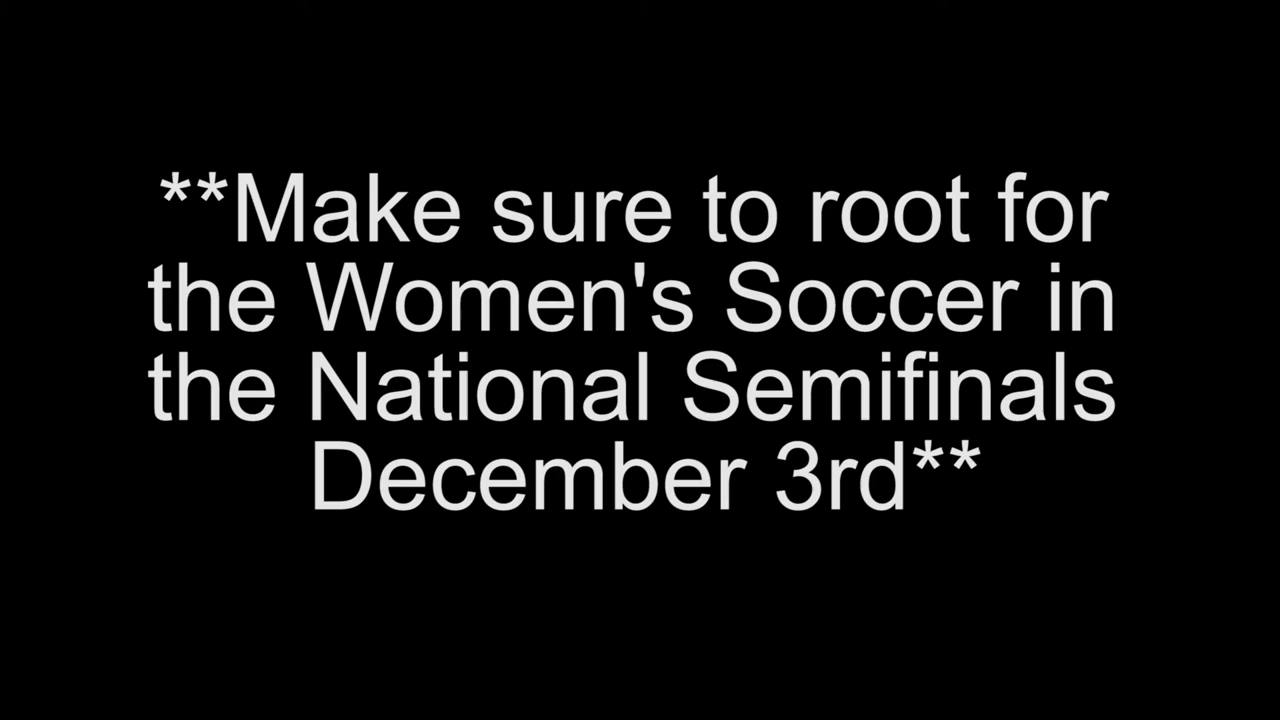 **Make sure to root for
the Women's Soccer in
the National Semifinals
December 3rd**